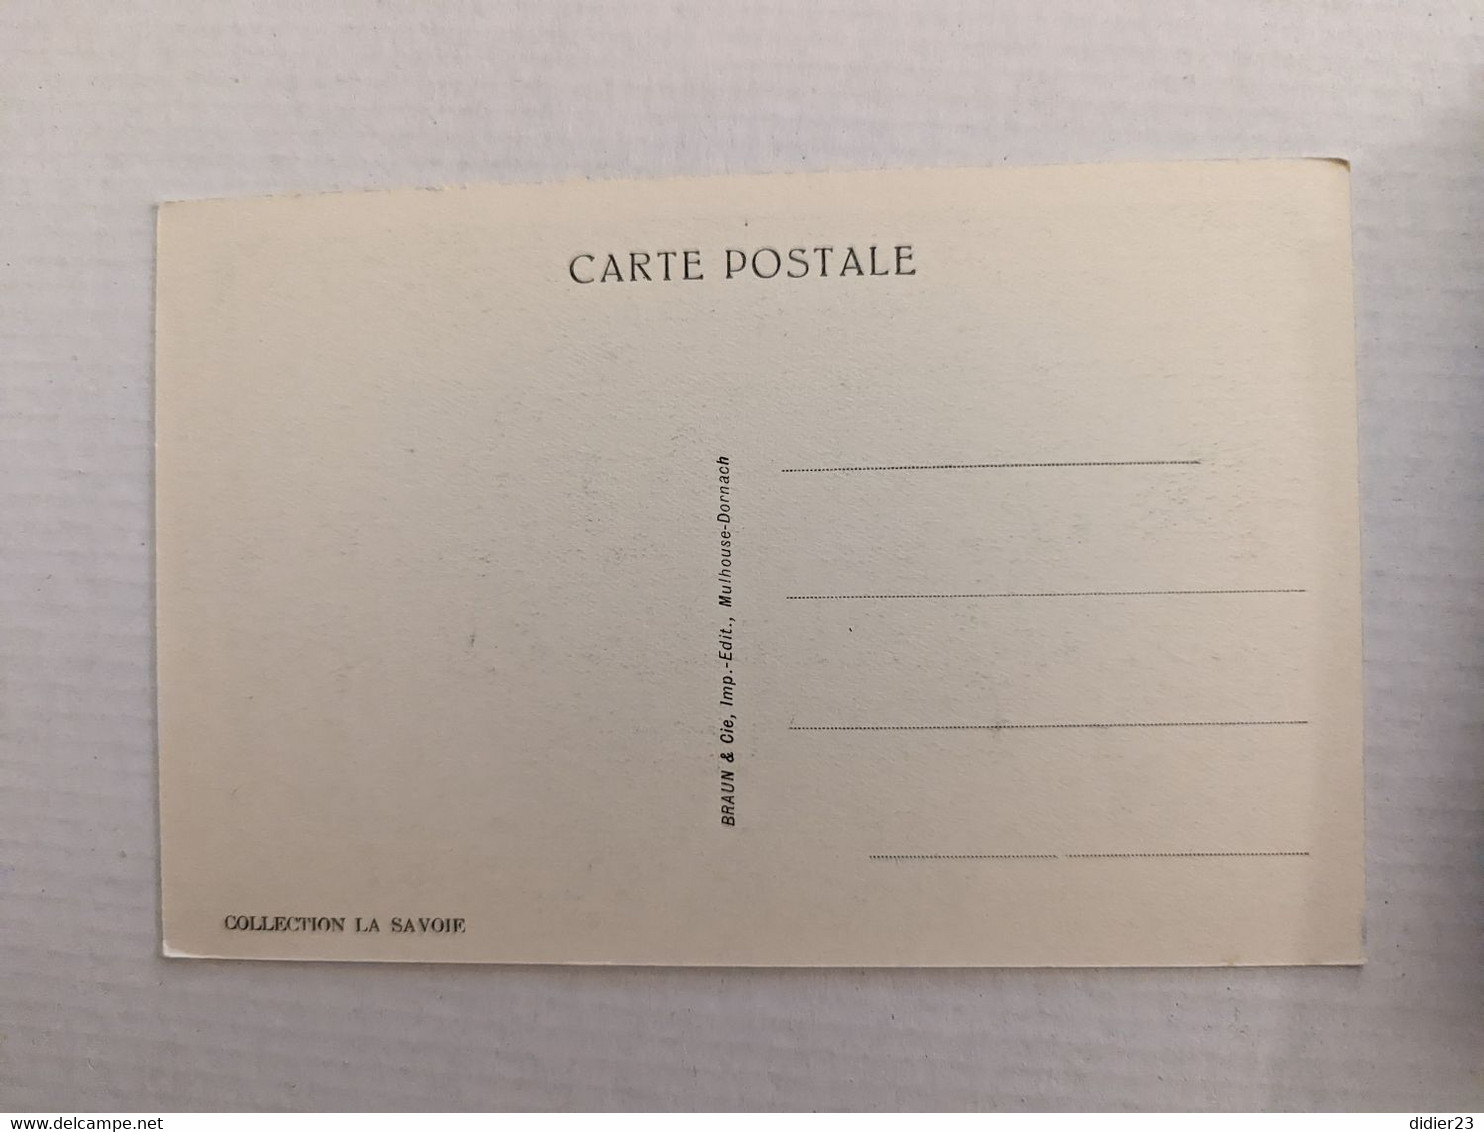 CARTE POSTALE
BRAUN & Cie, Imp.-Edit., Mulhouse-Dornach
COLLECTION LA SAVOIE
www.delcampe.net
didier23